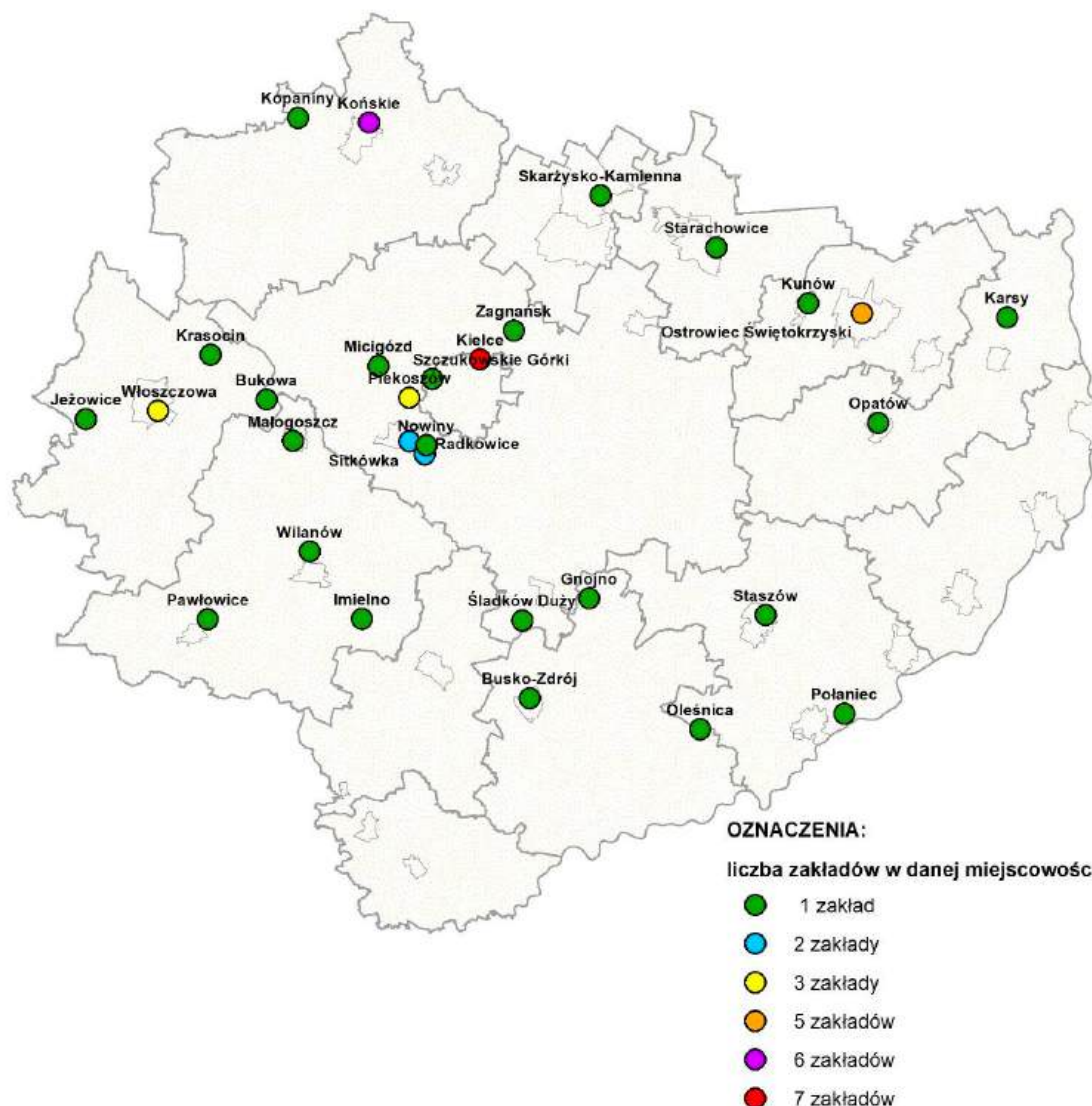 Kopaniny
Końskie
Skarżysko-Kamienna
Starachowice
Kunów
Karsy
Zagnańsk
Ostrowiec Świętokrzyski
Krasocin
Kielce
Micigózd
Szczukowskie Górki
Piekoszów
Bukowa
Włoszczowa
Jeżowice
Opatów
Małogoszcz
Nowiny
Radkowice
Sitkówka
Wilanów
Gnojno
Pawłowice
Imielno
Śladków Duży
Staszów
Busko-Zdrój
Połaniec
Oleśnica
OZNACZENIA:
liczba zakładów w danej miejscowośc
1 zakład
2 zakłady
3 zakłady
5 zakładów
6 zakładów
7 zakładów